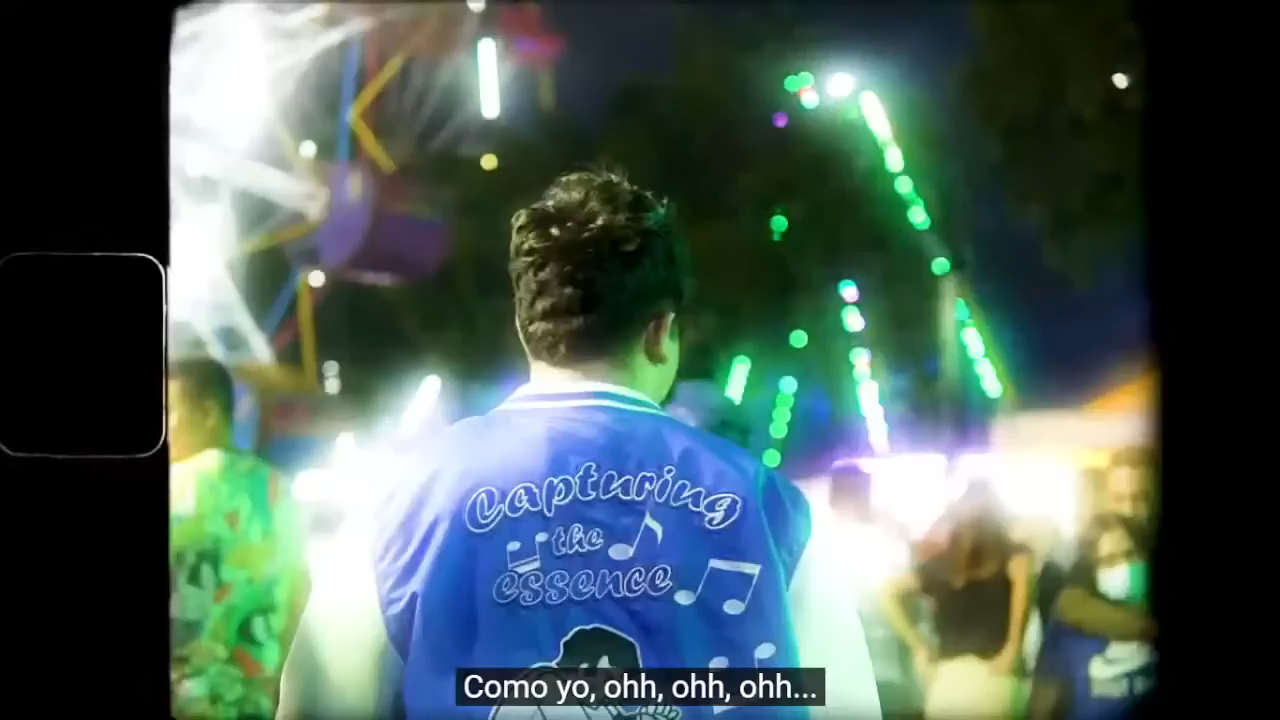 Capturing
the
essence
Como yo, ohh, ohh, ohh...